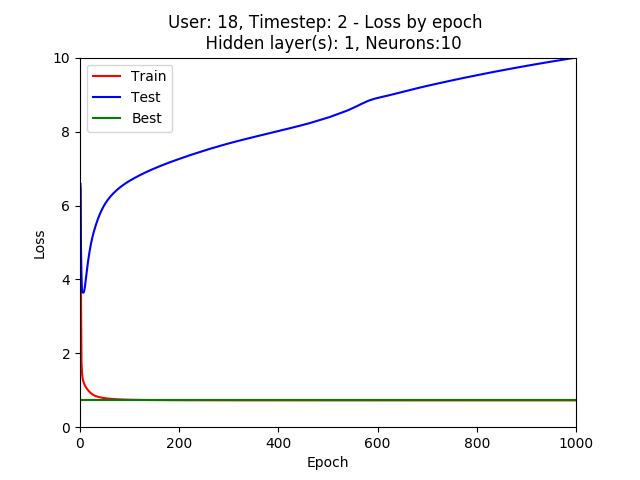 User: 18, Timestep: 2 - Loss by epoch
Hidden layer(s): 1, Neurons:10
Train
Test
Best
10
8
6
4
2
0
Loss
0
200
400
600
800
1000
Epoch